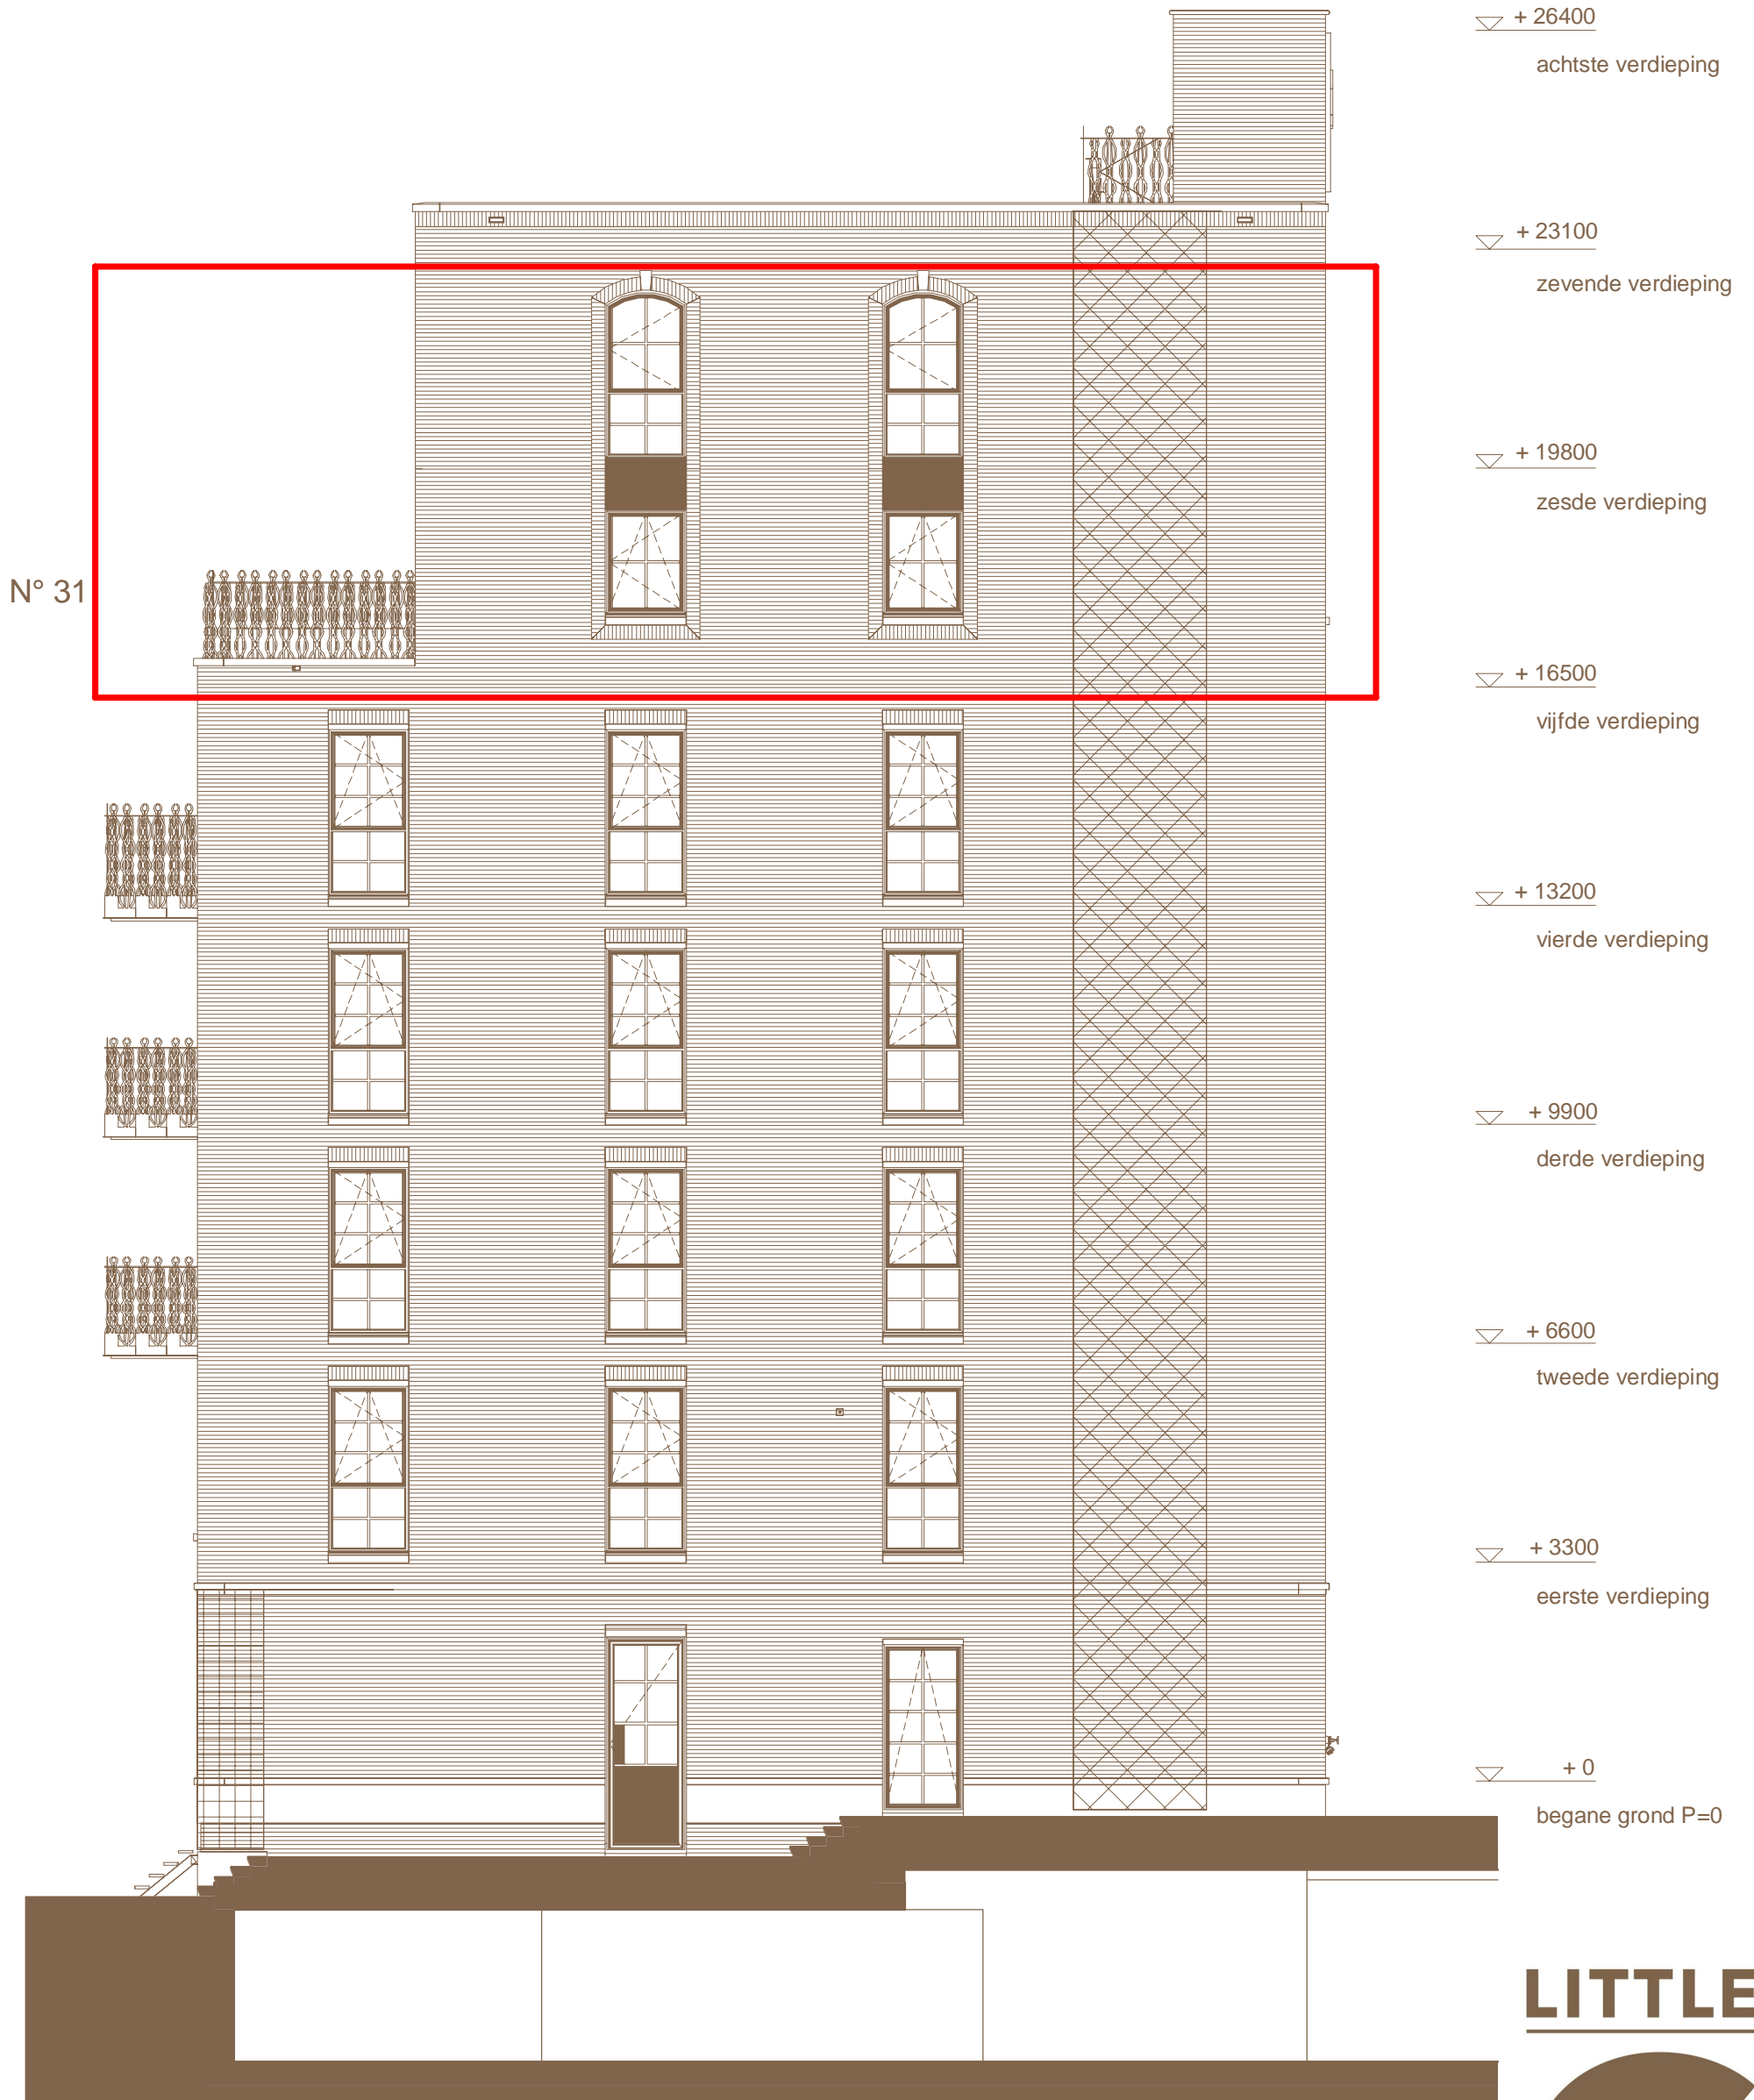 + 26400
achtste verdieping
+ 23100
zevende verdieping
+ 19800
zesde verdieping
N° 31
+ 16500
vijfde verdieping
+ 13200
vierde verdieping
+ 9900
derde verdieping
+ 6600
tweede verdieping
+ 3300
eerste verdieping
+ 0
begane grond P=0
LITTLE